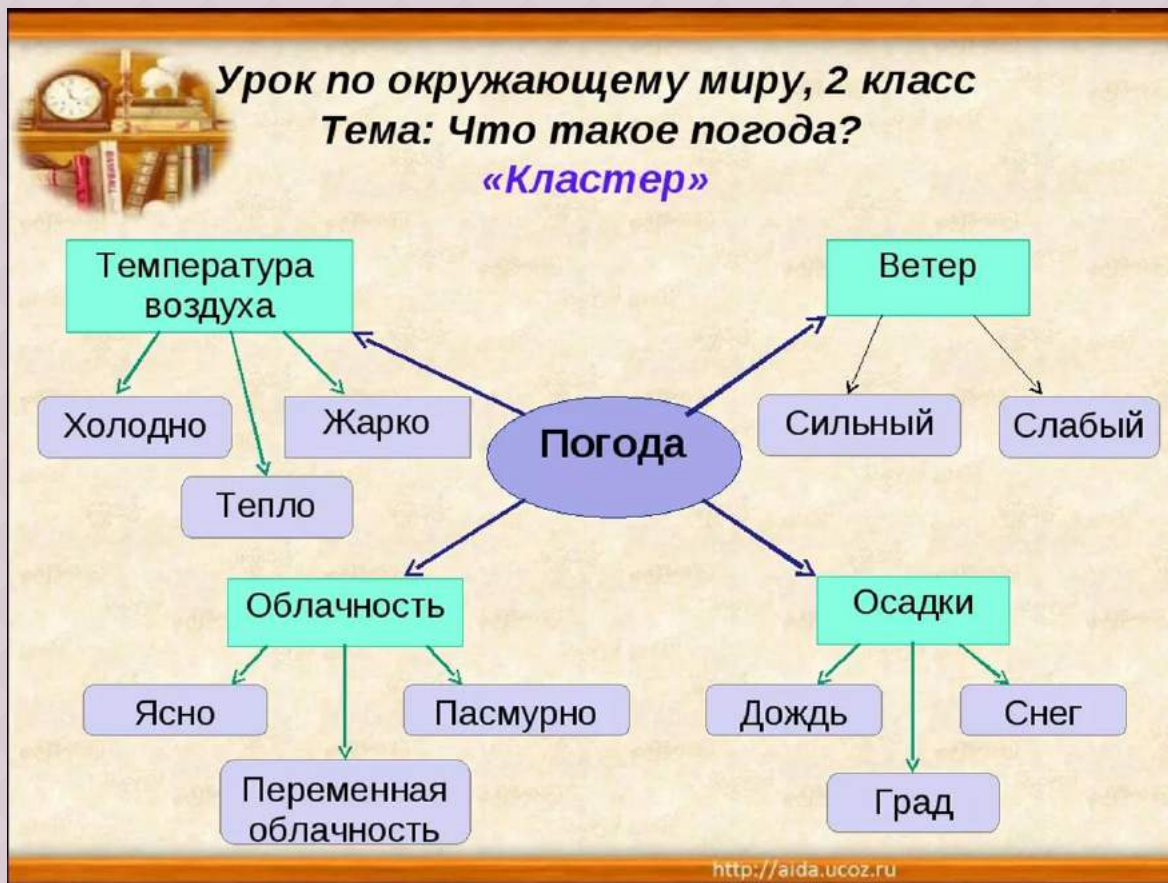 Урок по окружающему миру, 2 класс
Тема: Что такое погода?
«Кластер»
Температура
воздуха
Ветер
Холодно
Жарко
Тепло
Погода
Сильный
Слабый
Облачность
Осадки
Ясно
Пасмурно
Переменная
облачность
Дождь
Снег
Град
http://aida.ucoz.ru